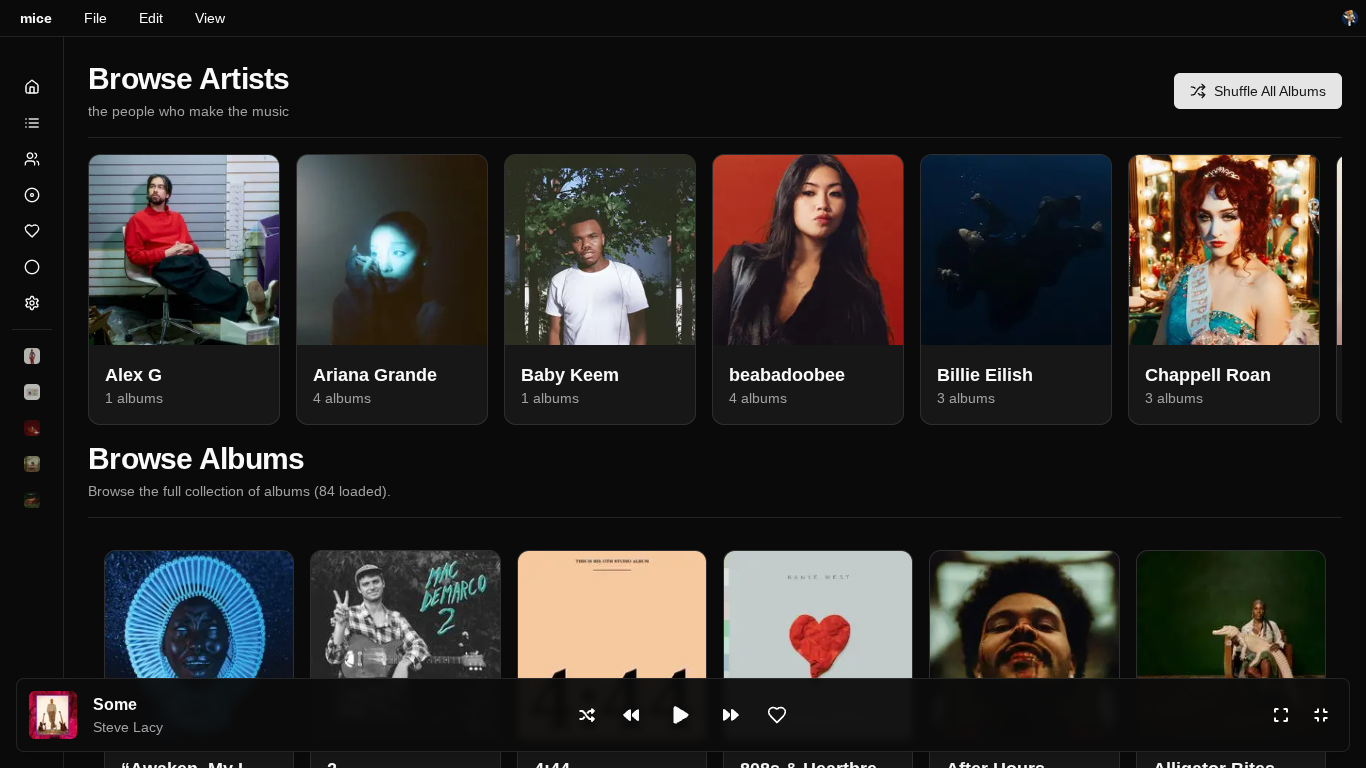 mice File Edit View
Browse Artists
the people who make the music
Shuffle All Albums
Alex G
1 albums
Ariana Grande
4 albums
Baby Keem
1 albums
beabadoobee
4 albums
Billie Eilish
3 albums
Chappell Roan
3 albums
Browse Albums
Browse the full collection of albums (84 loaded).
MAC
DEMARCO
2
THIS IS HIS 13TH STUDIO ALBUM
KANYE WEST
4:44
Some
Steve Lacy
"Awaken, My L
2
4:44
808s & Heartbre
After Hours
Alligator Bites